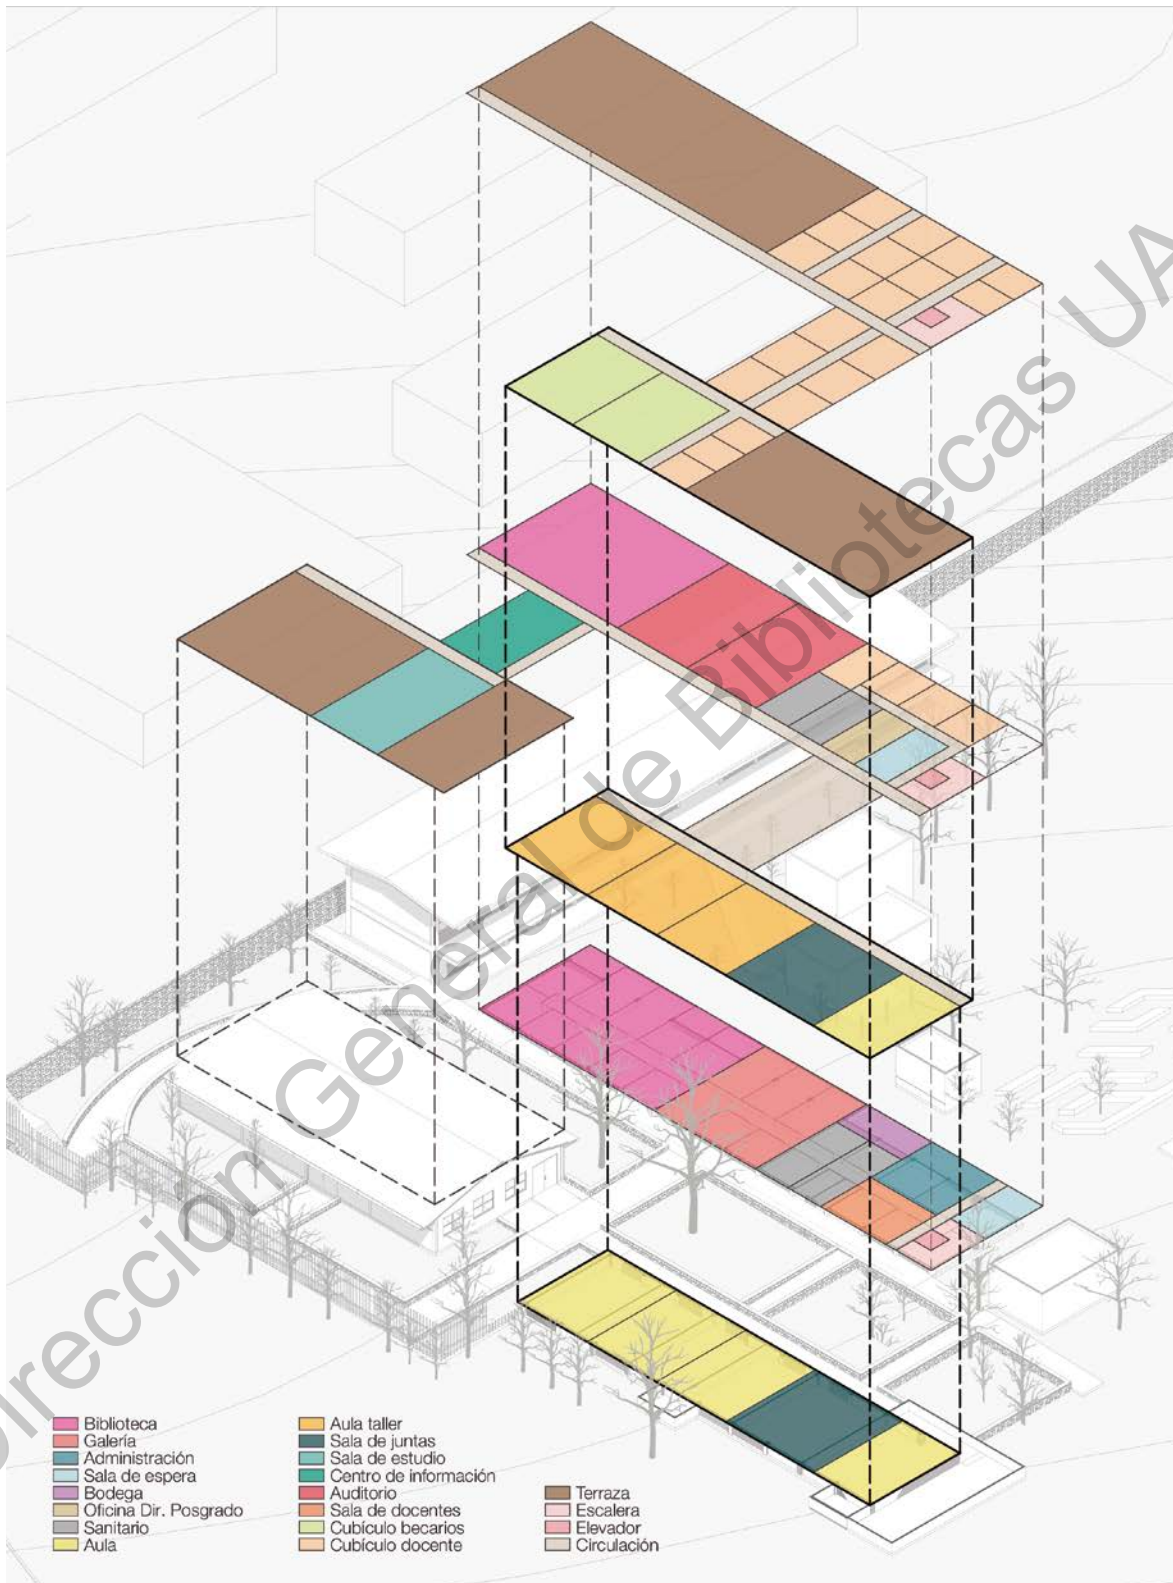 Dirección General de Bibliotecas UA
Biblioteca
Galería
Administración
Sala de espera
Bodega
Oficina Dir. Posgrado
Sanitario
Aula
Aula taller
Sala de juntas
Sala de estudio
Centro de información
Auditorio
Sala de docentes
Cubículo becarios
Cubículo docente
Terraza
Escalera
Elevador
Circulación